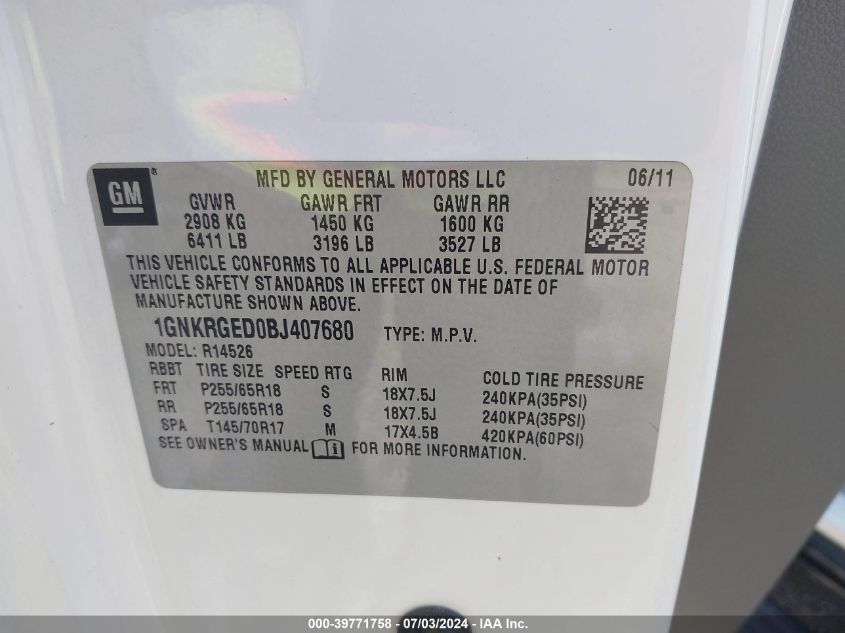 GM ® MFD BY GENERAL MOTORS LLC 06/11
GVWR GAWR FRT GAWR RR
2908 KG 1450 KG 1600 KG
6411 LB 3196 LB 3527 LB
THIS VEHICLE CONFORMS TO ALL APPLICABLE U.S. FEDERAL MOTOR
VEHICLE SAFETY STANDARDS IN EFFECT ON THE DATE OF
MANUFACTURE SHOWN ABOVE.
1GNKRGED0BJ407680 TYPE: M.P.V.
MODEL: R14526
RBBT TIRE SIZE SPEED RTG RIM COLD TIRE PRESSURE
FRT P255/65R18 S 18X7.5J 240KPA(35PSI)
RR P255/65R18 S 18X7.5J 240KPA(35PSI)
SPA T145/70R17 M 17X4.5B 420KPA(60PSI)
SEE OWNER'S MANUAL i FOR MORE INFORMATION.
000-39771758 - 07/03/2024 - IAA Inc.